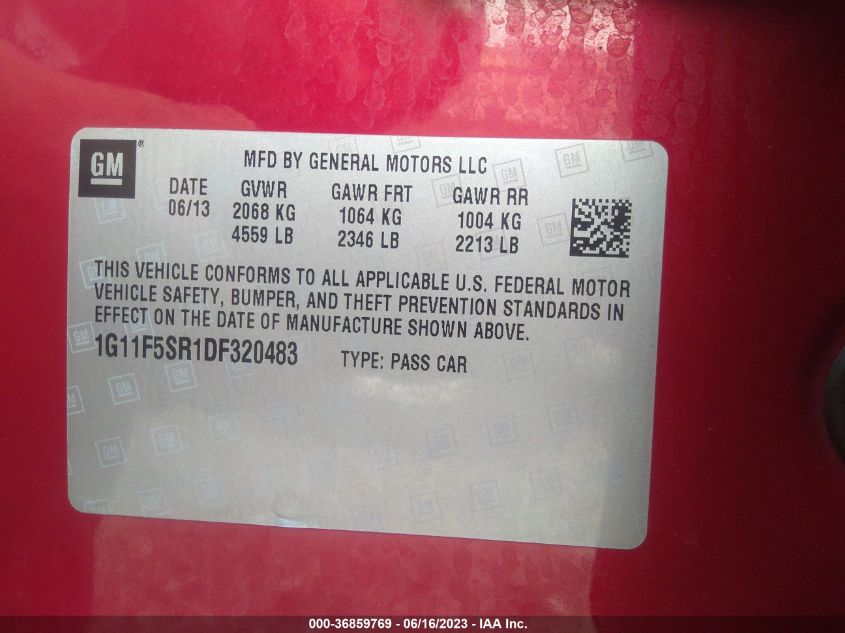 GM ®
MFD BY GENERAL MOTORS LLC
DATE GVWR GAWR FRT GAWR RR
06/13 2068 KG 1064 KG 1004 KG
4559 LB 2346 LB 2213 LB
THIS VEHICLE CONFORMS TO ALL APPLICABLE U.S. FEDERAL MOTOR
VEHICLE SAFETY, BUMPER, AND THEFT PREVENTION STANDARDS IN
EFFECT ON THE DATE OF MANUFACTURE SHOWN ABOVE.
1G11F5SR1DF320483 TYPE: PASS CAR
000-36859769 - 06/16/2023 - IAA Inc.